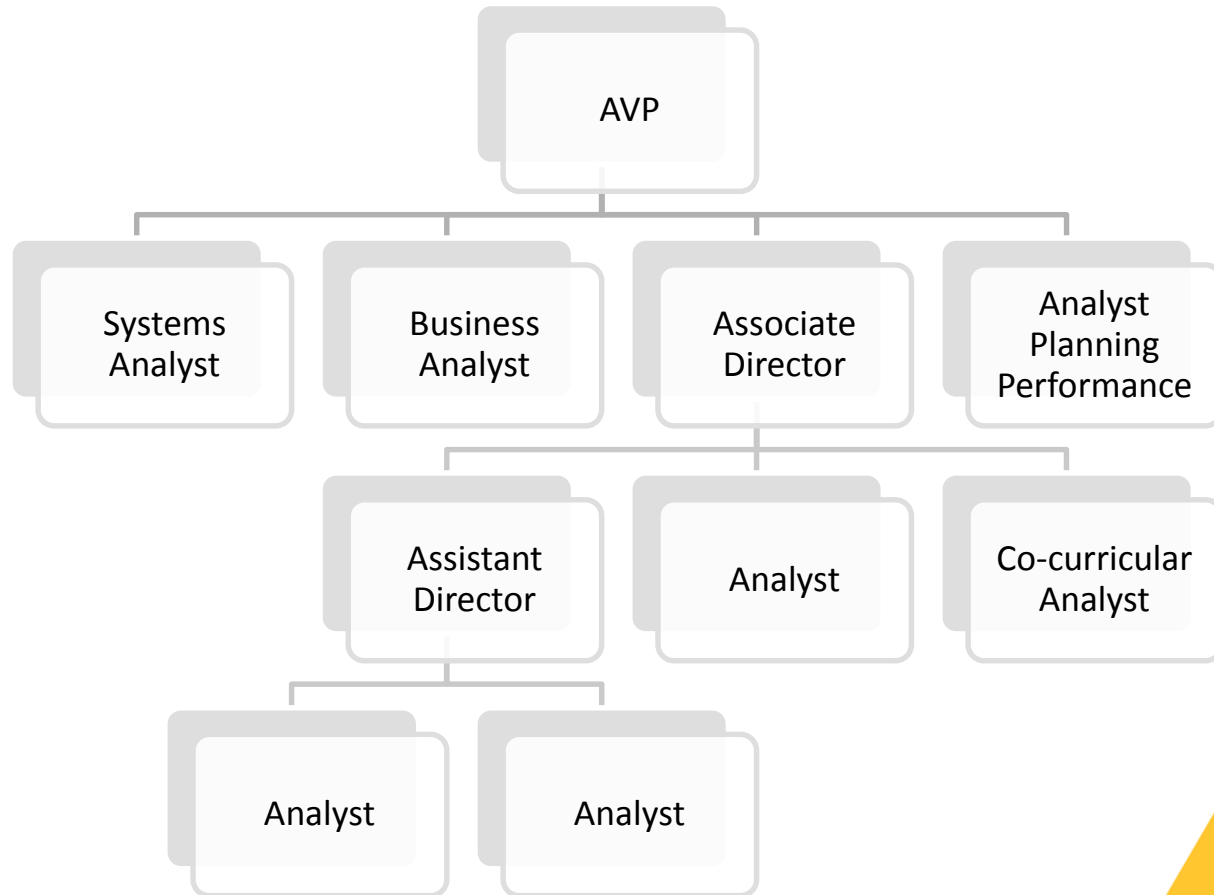 AVP
Systems
Analyst
Business
Analyst
Associate
Director
Analyst
Planning
Performance
Assistant
Director
Analyst
Co-curricular
Analyst
Analyst
Analyst